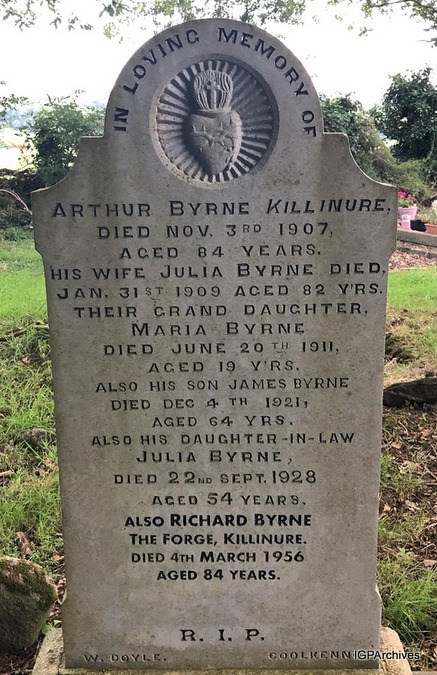 IN LOVING MEMORY OF
ARTHUR BYRNE KILLINURE,
DIED NOV. 3RD 1907,
AGED 84 YEARS.
HIS WIFE JULIA BYRNE DIED,
JAN. 31ST 1909 AGED 82 Y'RS.
THEIR GRAND DAUGHTER,
MARIA BYRNE
DIED JUNE 20TH 1911,
AGED 19 Y'RS.
ALSO HIS SON JAMES BYRNE
DIED DEC 4TH 1921,
AGED 64 YRS.
ALSO HIS DAUGHTER-IN-LAW
JULIA BYRNE,
DIED 22ND SEPT. 1928
AGED 54 YEARS.
ALSO RICHARD BYRNE
THE FORGE, KILLINURE.
DIED 4TH MARCH 1956
AGED 84 YEARS.
R. I. P.
W. DOYLE. COOLKENN
IGPArchives